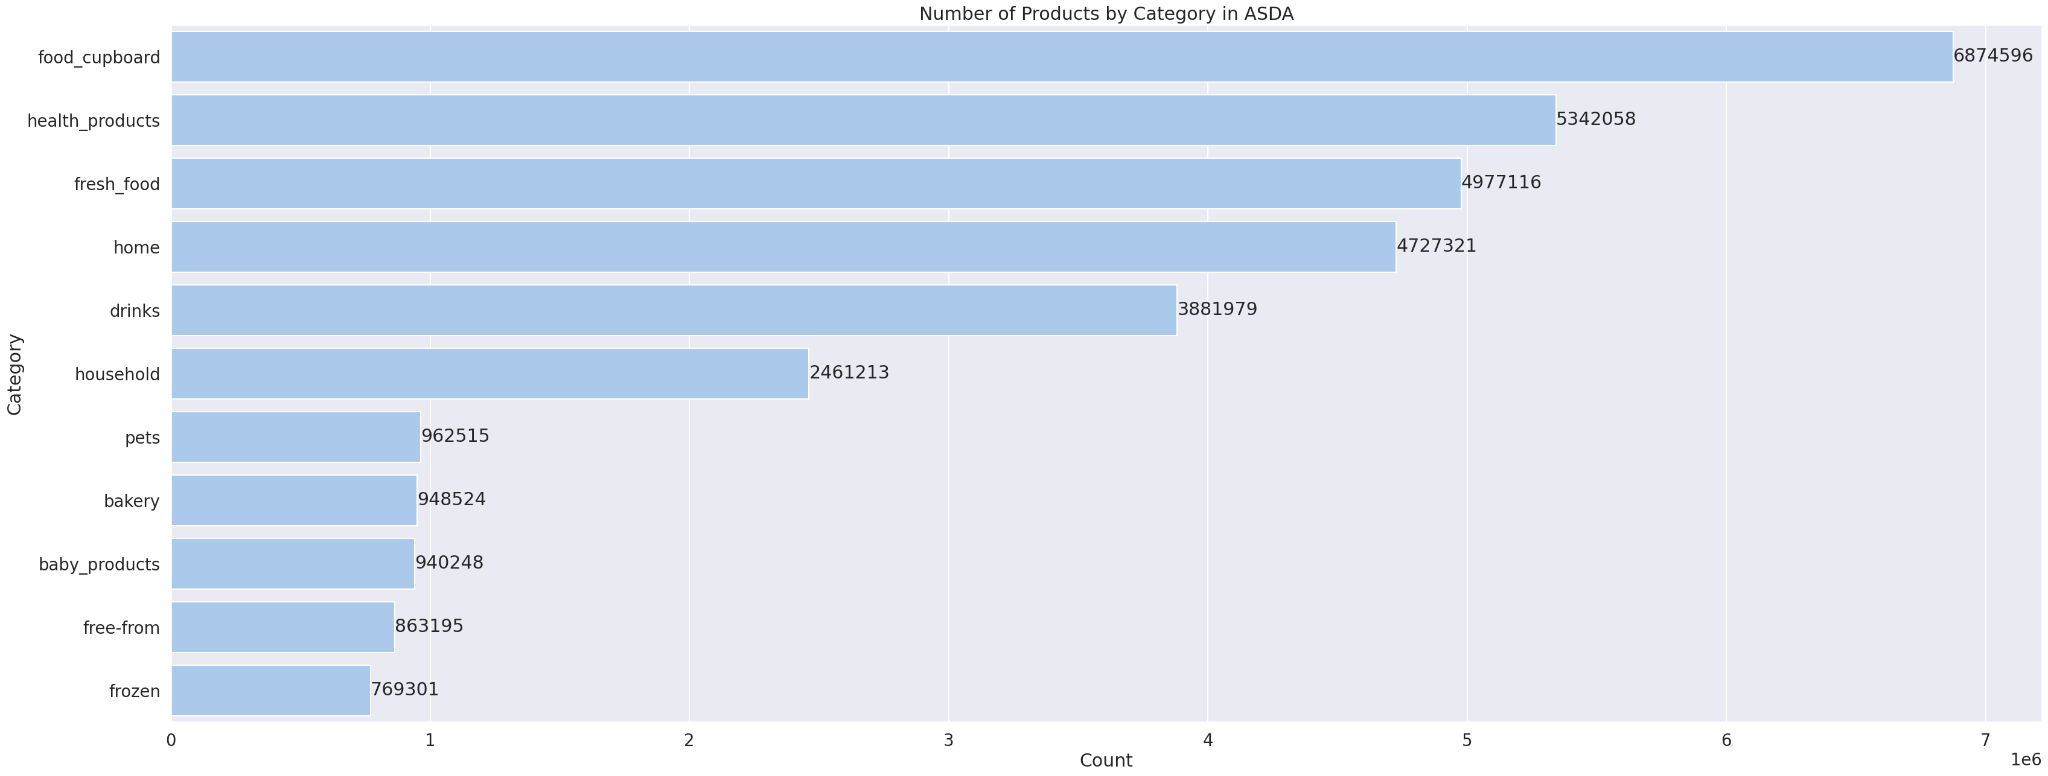 Number of Products by Category in ASDA
Category
food_cupboard 6874596
health_products 5342058
fresh_food 4977116
home 4727321
drinks 3881979
household 2461213
pets 962515
bakery 948524
baby_products 940248
free-from 863195
frozen 769301
0 1 2 3 4 5 6 7
Count
1e6